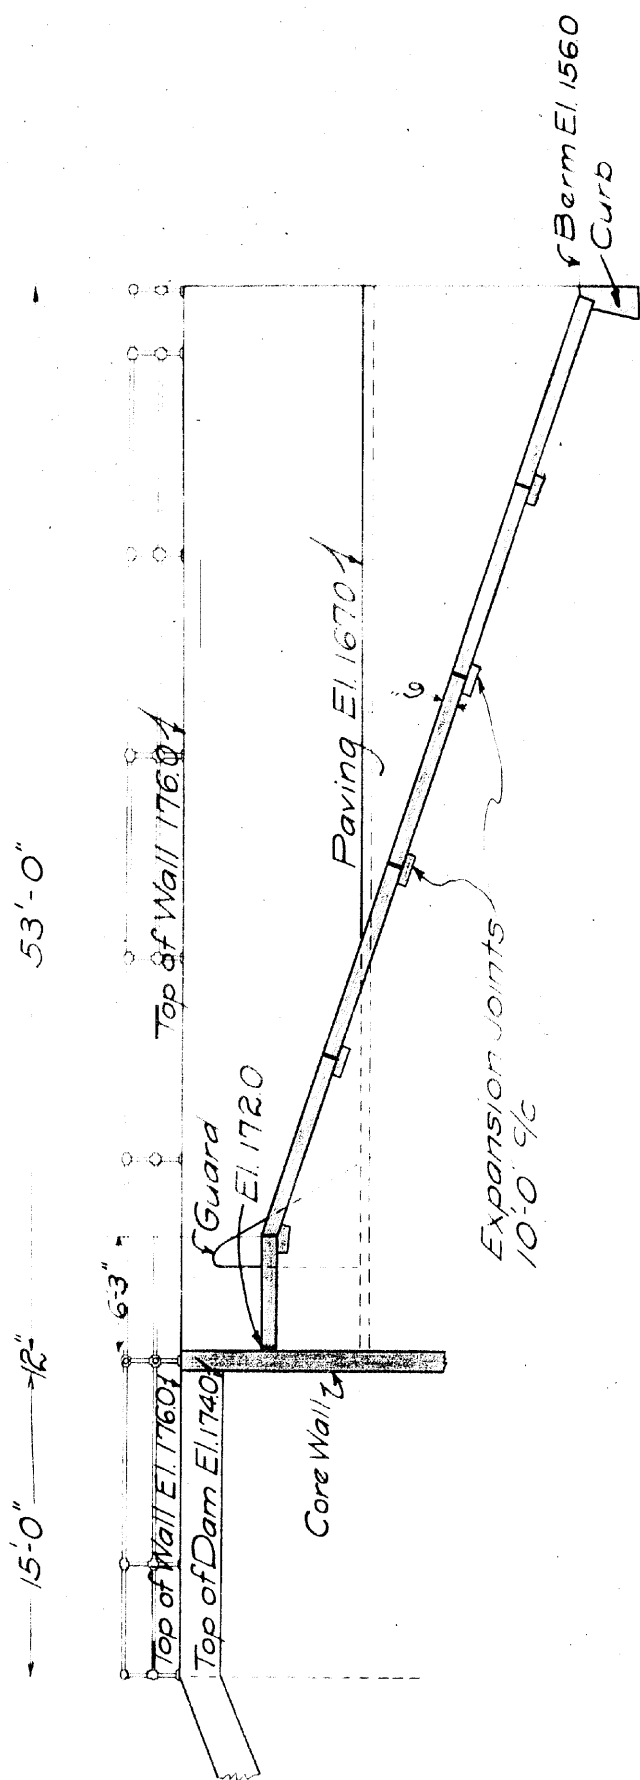 15'-0"
12"
53'-0"
6'-3"
Top of Wall El. 176.0
Top of Dam El. 174.0
Core Wall
Guard
El. 172.0
Top of Wall 176.0
Paving El. 167.0
6"
Expansion Joints
10'-0" c/c
Berm El. 156.0
Curb